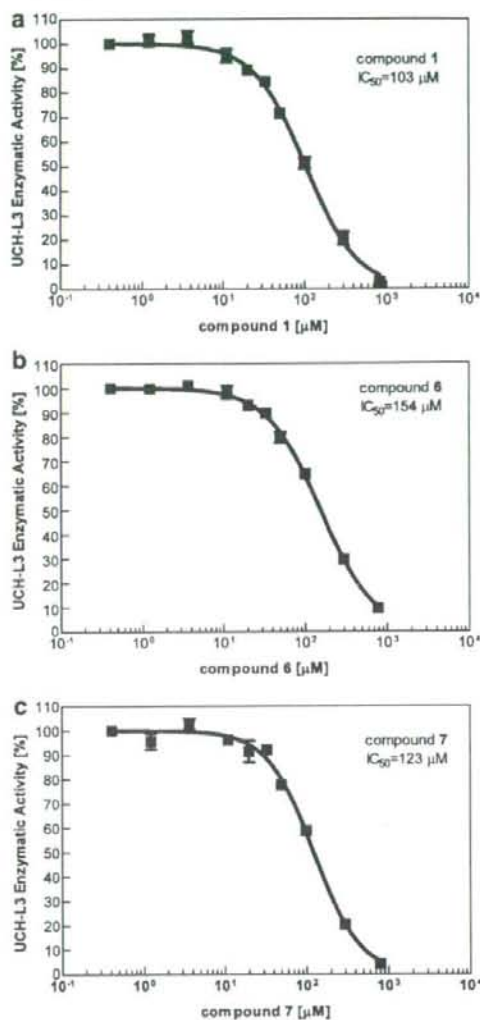 a
110
100
90
80
70
60
50
40
30
20
10
0
UCH-L3 Enzymatic Activity [%]
compound 1
IC50=103 μM
10-1 100 101 102 103 104
compound 1 [μM]
b
110
100
90
80
70
60
50
40
30
20
10
0
UCH-L3 Enzymatic Activity [%]
compound 6
IC50=154 μM
10-1 100 101 102 103 104
compound 6 [μM]
c
110
100
90
80
70
60
50
40
30
20
10
0
UCH-L3 Enzymatic Activity [%]
compound 7
IC50=123 μM
10-1 100 101 102 103 104
compound 7 [μM]